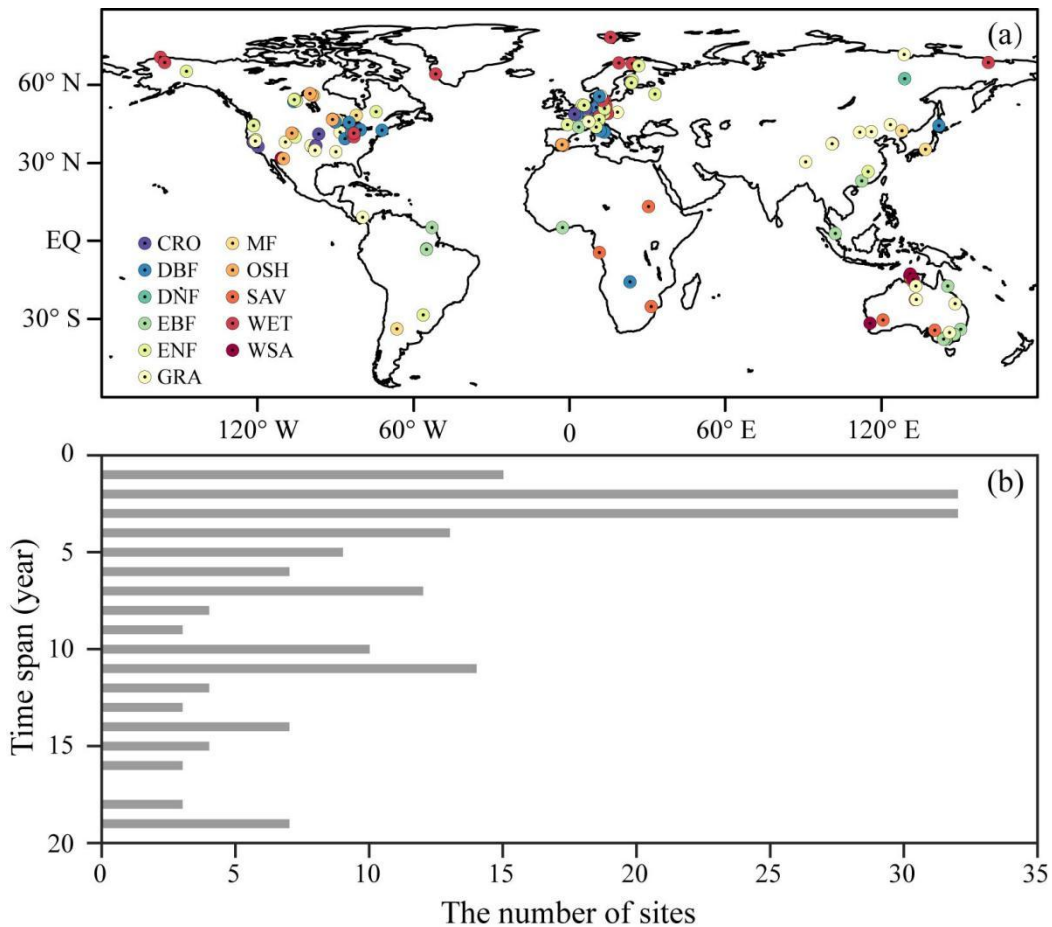 (a)
60° N
30° N
EQ
30° S
CRO
DBF
DNF
EBF
ENF
GRA
MF
OSH
SAV
WET
WSA
120° W
60° W
0
60° E
120° E
(b)
0
5
10
15
20
Time span (year)
0
5
10
15
20
25
30
35
The number of sites